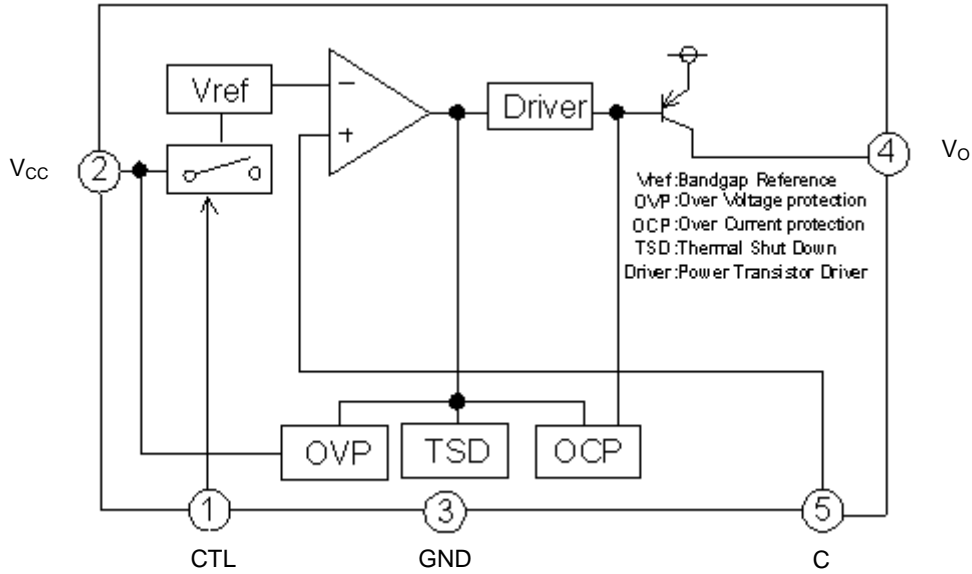 Vref
−
+
Driver
VCC
2
4
VO
Vref:Bandgap Reference
OVP:Over Voltage protection
OCP:Over Current protection
TSD:Thermal Shut Down
Driver:Power Transistor Driver
OVP
TSD
OCP
1
3
5
CTL
GND
C